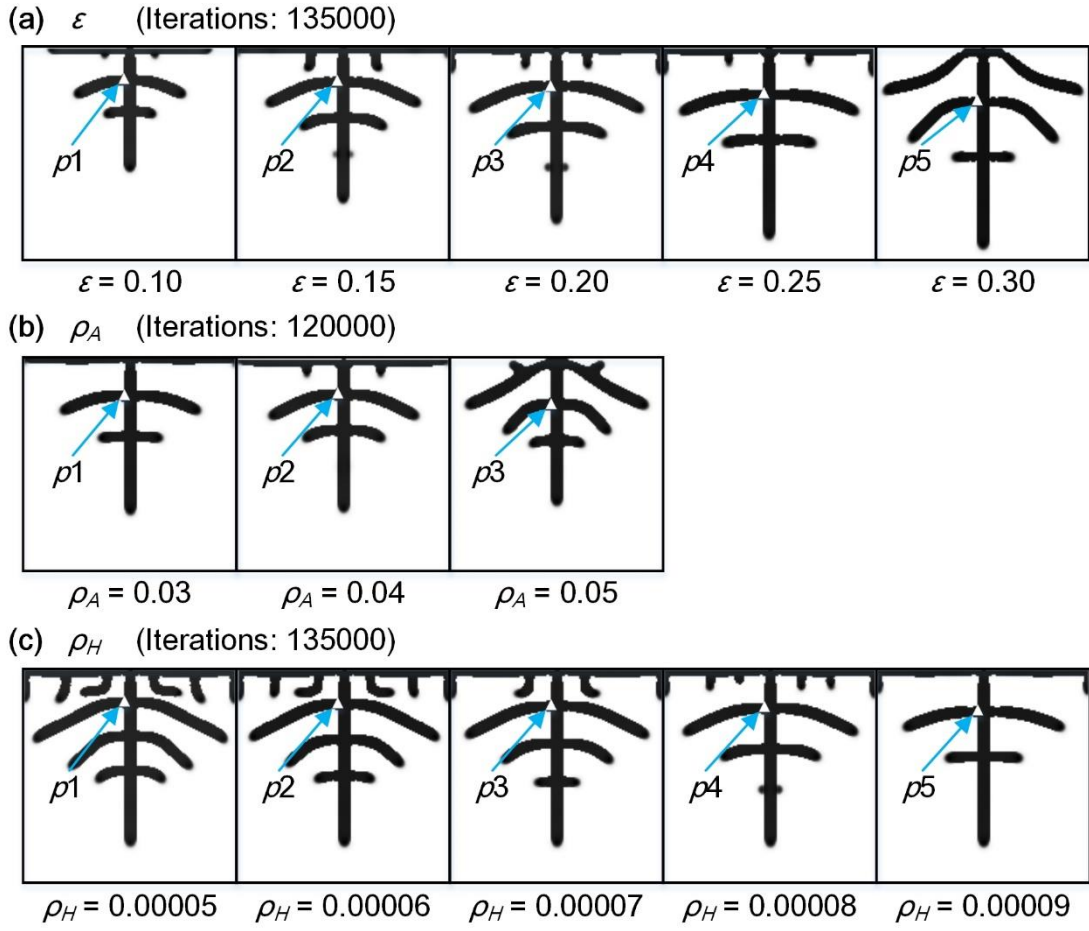 (a) ε (Iterations: 135000)
p1 p2 p3 p4 p5
ε = 0.10 ε = 0.15 ε = 0.20 ε = 0.25 ε = 0.30
(b) ρA (Iterations: 120000)
p1 p2 p3
ρA = 0.03 ρA = 0.04 ρA = 0.05
(c) ρH (Iterations: 135000)
p1 p2 p3 p4 p5
ρH = 0.00005 ρH = 0.00006 ρH = 0.00007 ρH = 0.00008 ρH = 0.00009